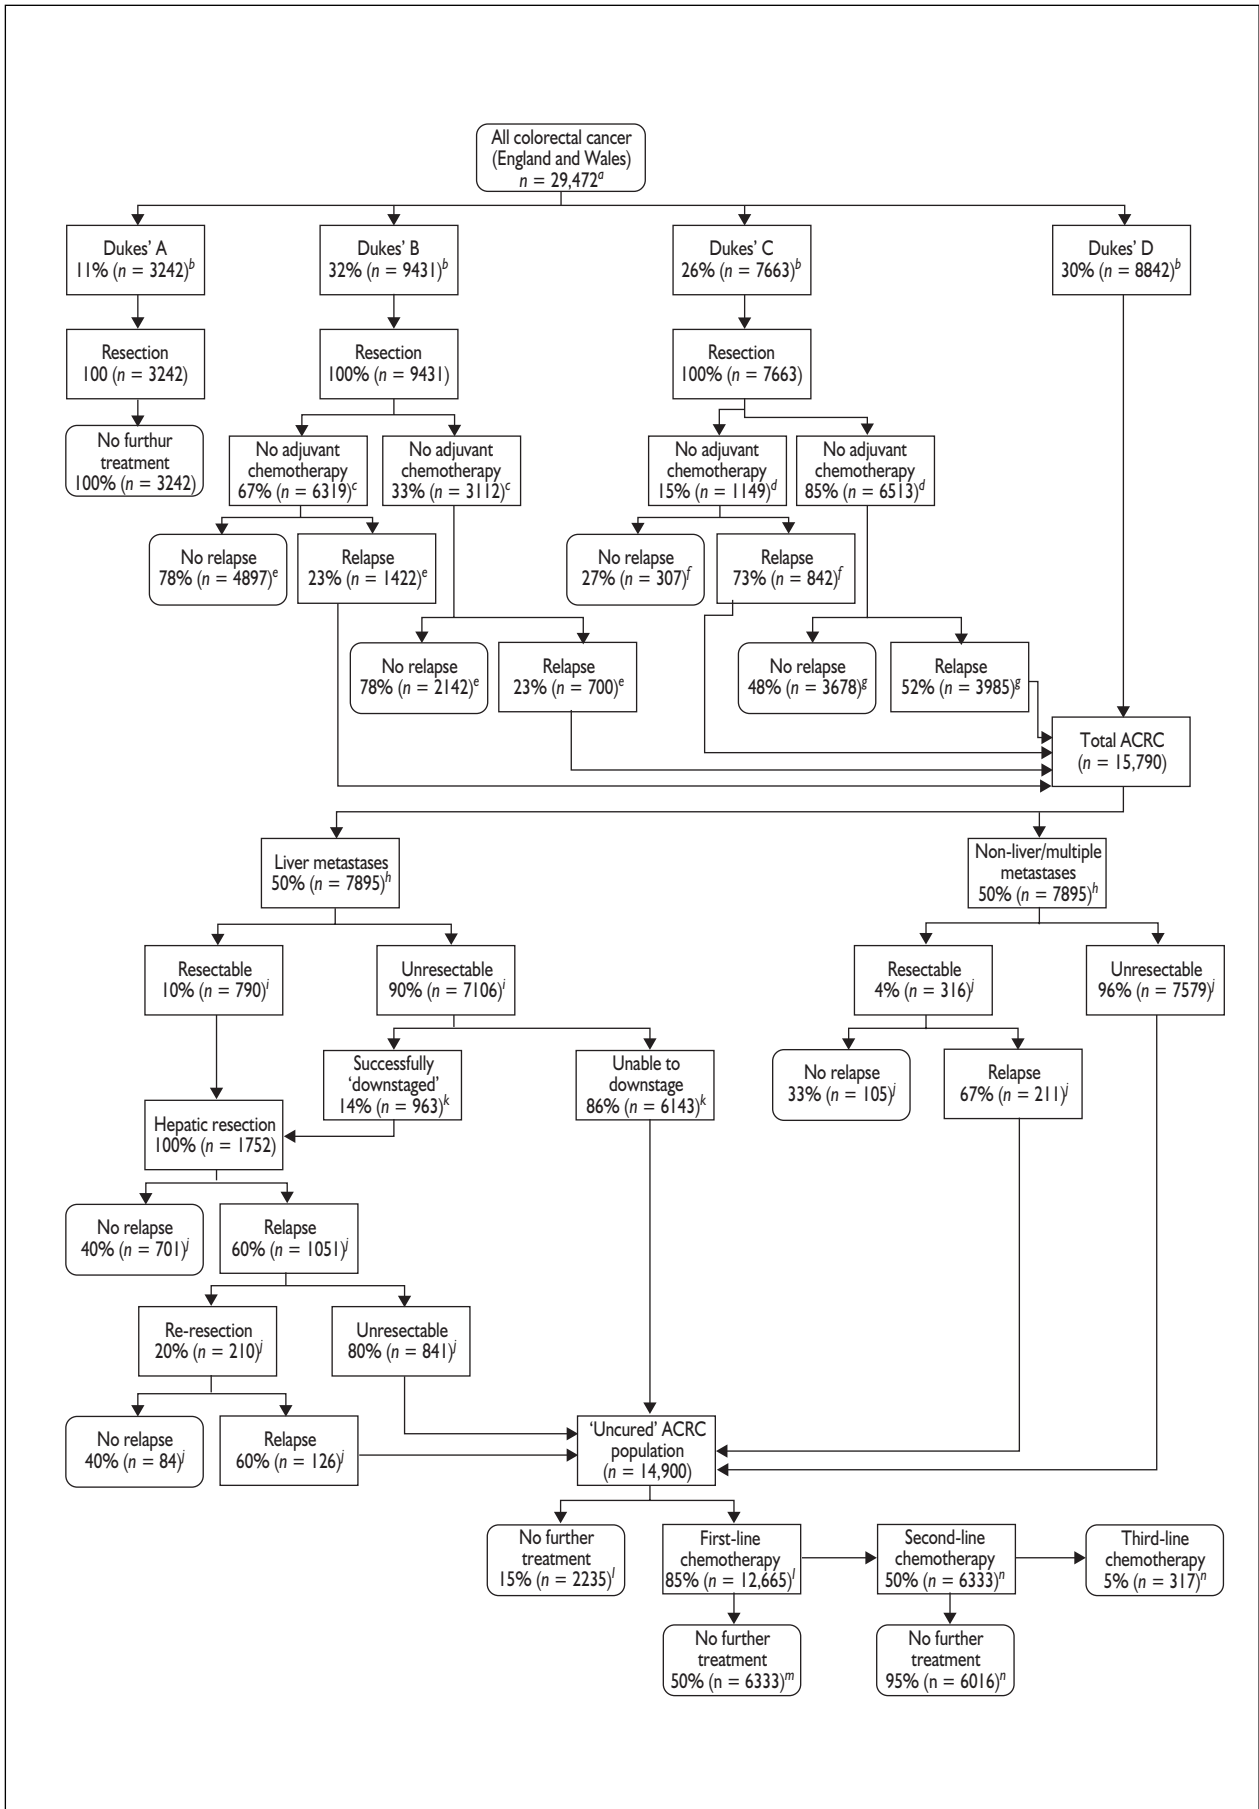 All colorectal cancer
(England and Wales)
n = 29,472a
Dukes’ A
11% (n = 3242)b
Dukes’ B
32% (n = 9431)b
Dukes’ C
26% (n = 7663)b
Dukes’ D
30% (n = 8842)b
Resection
100 (n = 3242)
Resection
100% (n = 9431)
Resection
100% (n = 7663)
No furthur
treatment
100% (n = 3242)
No adjuvant
chemotherapy
67% (n = 6319)c
No adjuvant
chemotherapy
33% (n = 3112)c
No adjuvant
chemotherapy
15% (n = 1149)d
No adjuvant
chemotherapy
85% (n = 6513)d
No relapse
78% (n = 4897)e
Relapse
23% (n = 1422)e
No relapse
27% (n = 307)f
Relapse
73% (n = 842)f
No relapse
78% (n = 2142)e
Relapse
23% (n = 700)e
No relapse
48% (n = 3678)g
Relapse
52% (n = 3985)g
Total ACRC
(n = 15,790)
Liver metastases
50% (n = 7895)h
Non-liver/multiple
metastases
50% (n = 7895)h
Resectable
10% (n = 790)i
Unresectable
90% (n = 7106)i
Resectable
4% (n = 316)j
Unresectable
96% (n = 7579)j
Successfully
‘downstaged’
14% (n = 963)k
Unable to
downstage
86% (n = 6143)k
No relapse
33% (n = 105)j
Relapse
67% (n = 211)j
Hepatic resection
100% (n = 1752)
No relapse
40% (n = 701)j
Relapse
60% (n = 1051)j
Re-resection
20% (n = 210)j
Unresectable
80% (n = 841)j
No relapse
40% (n = 84)j
Relapse
60% (n = 126)j
‘Uncured’ ACRC
population
(n = 14,900)
No further
treatment
15% (n = 2235)l
First-line
chemotherapy
85% (n = 12,665)l
Second-line
chemotherapy
50% (n = 6333)n
Third-line
chemotherapy
5% (n = 317)n
No further
treatment
50% (n = 6333)m
No further
treatment
95% (n = 6016)n